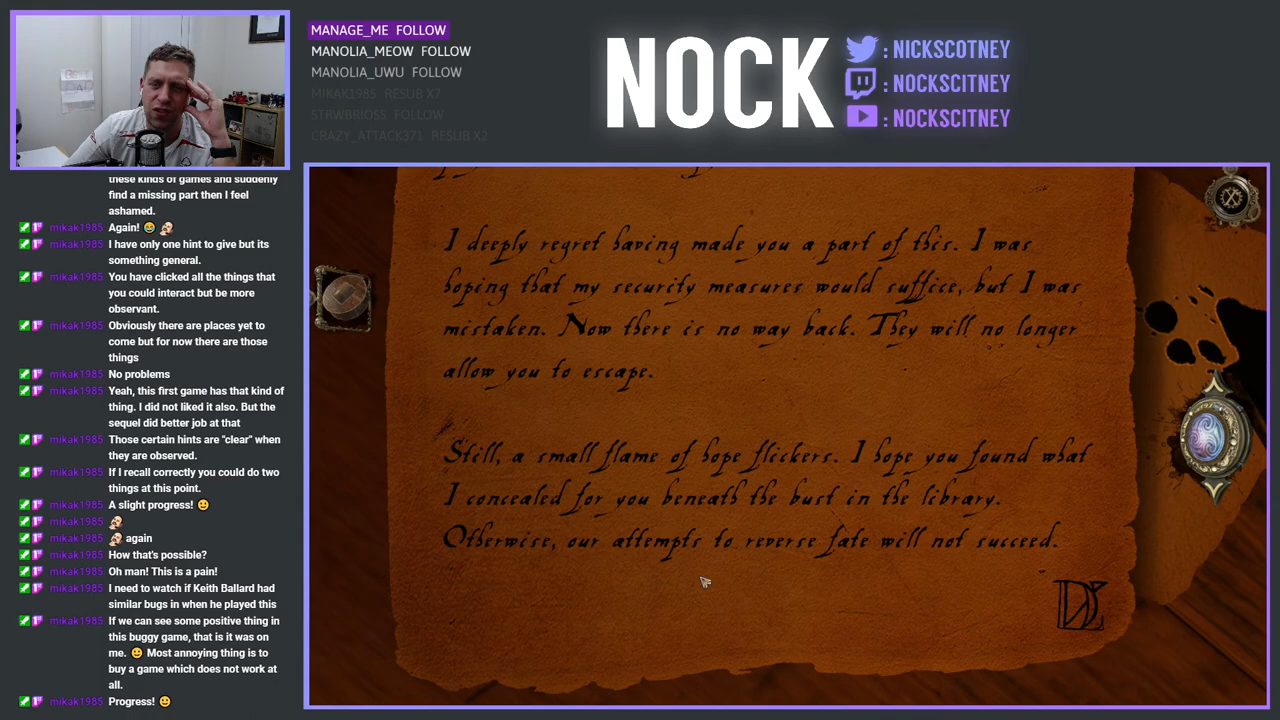 MANAGE_ME FOLLOW
MANOLIA_MEOW FOLLOW
MANOLIA_UWU FOLLOW
MIKAK1985 RESUB X7
STRWBRIOSS FOLLOW
CRAZY_ATTACK371 RESUB X2
NOCK
: NICKSCOTNEY
: NOCKSCITNEY
: NOCKSCITNEY
these kinds of games and suddenly
find a missing part then I feel
ashamed.
mikak1985 Again!
mikak1985 I have only one hint to give but its
something general.
mikak1985 You have clicked all the things that
you could interact but be more
observant.
mikak1985 Obviously there are places yet to
come but for now there are those
things
mikak1985 No problems
mikak1985 Yeah, this first game has that kind of
thing. I did not liked it also. But the
sequel did better job at that
mikak1985 Those certain hints are "clear" when
they are observed.
mikak1985 If I recall correctly you could do two
things at this point.
mikak1985 A slight progress!
mikak1985
mikak1985 again
mikak1985 How that's possible?
mikak1985 Oh man! This is a pain!
mikak1985 I need to watch if Keith Ballard had
similar bugs in when he played this
mikak1985 If we can see some positive thing in
this buggy game, that is it was on
me. Most annoying thing is to
buy a game which does not work at
all.
mikak1985 Progress!
I deeply regret having made you a part of this. I was
hoping that my security measures would suffice, but I was
mistaken. Now there is no way back. They will no longer
allow you to escape.
Still, a small flame of hope flickers. I hope you found what
I concealed for you beneath the bust in the library.
Otherwise, our attempts to reverse fate will not succeed.